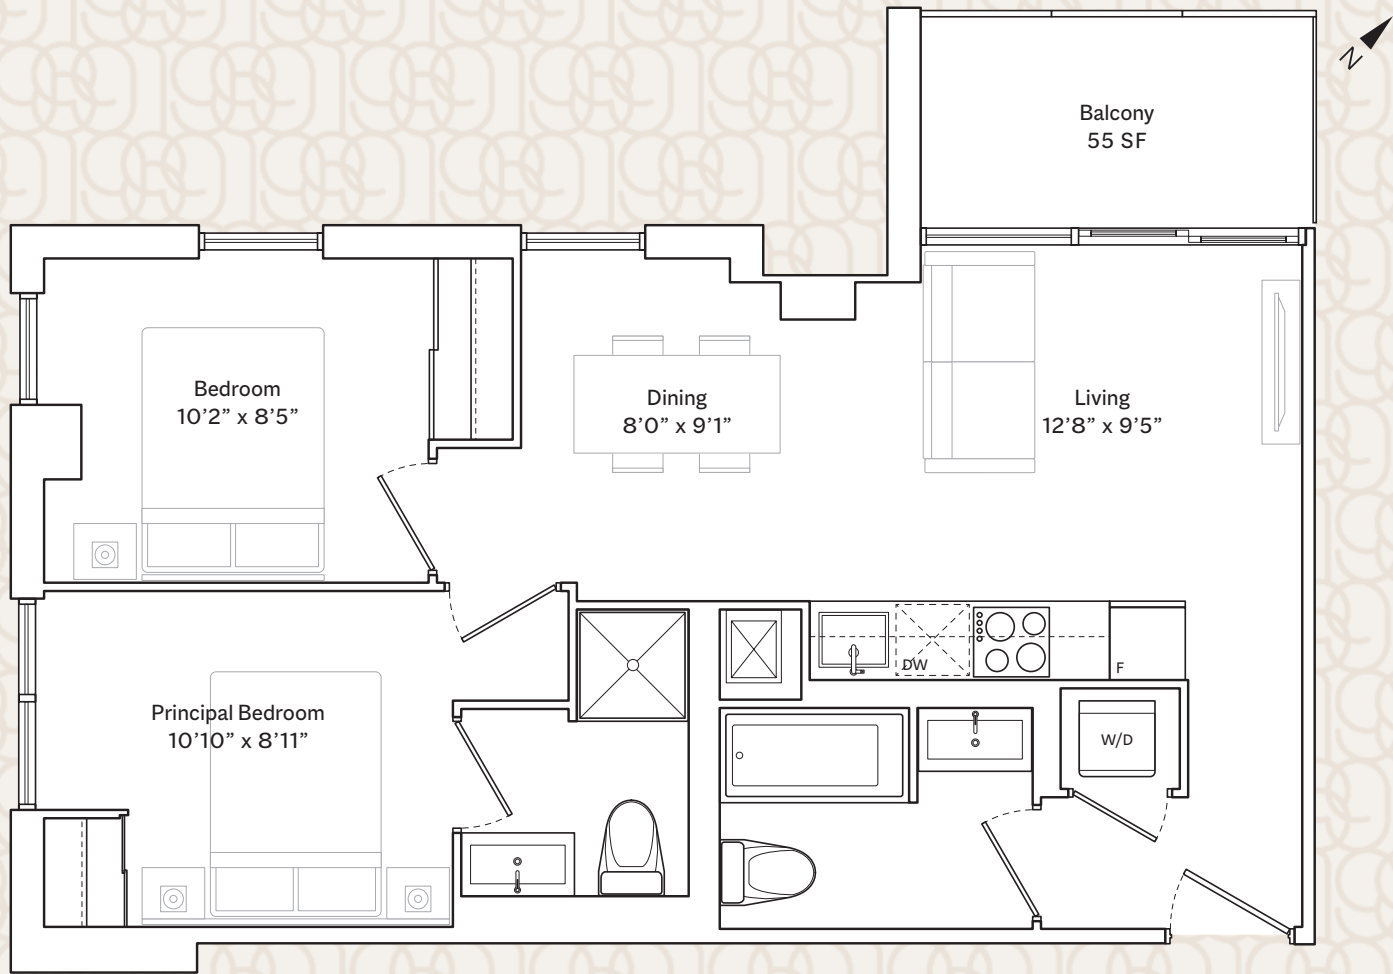 N
Balcony
55 SF
Bedroom
10’2” x 8’5”
Dining
8’0” x 9’1”
Living
12’8” x 9’5”
DW
F
Principal Bedroom
10’10” x 8’11”
W/D